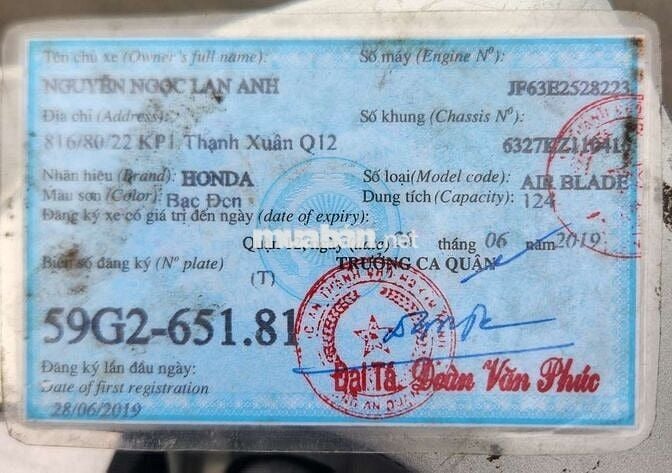 Tên chủ xe (Owner's full name):
NGUYỄN NGỌC LAN ANH
Số máy (Engine Nº):
JF63E2528223
Địa chỉ (Address):
816/80/22 KP1 Thạnh Xuân Q12
Số khung (Chassis Nº):
Nhãn hiệu (Brand): HONDA
Số loại(Model code): AIR BLADE
Màu sơn (Color): Bạc Đen
Dung tích (Capacity): 124
Đăng ký xe có giá trị đến ngày (date of expiry):
muaban.net
tháng 06 năm 2019
Biển số đăng ký (Nº plate)
TRƯỞNG CA QUẬN
(T)
59G2-651.81
Đại Tá. Đoàn Văn Phúc
Đăng ký lần đầu ngày:
Date of first registration
28/06/2019